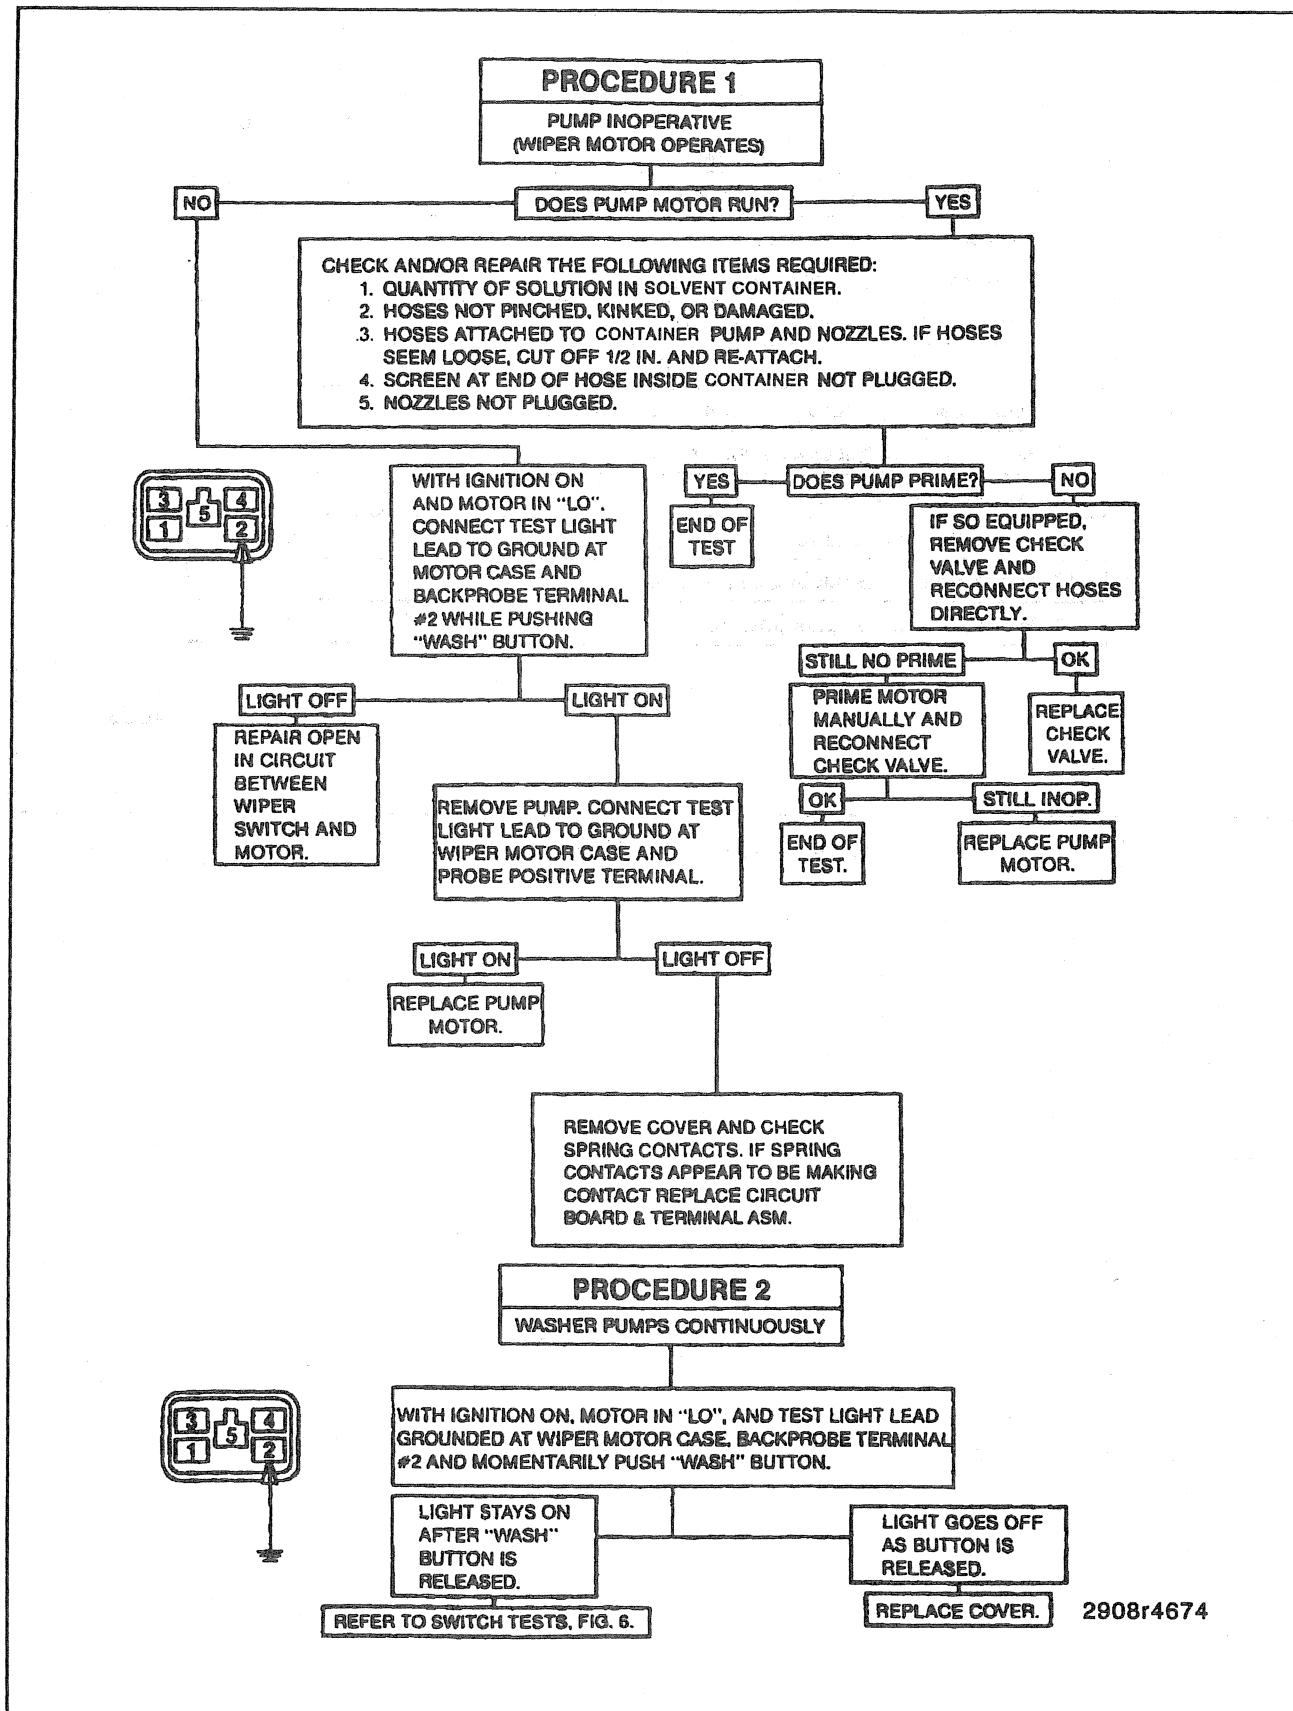 PROCEDURE 1
PUMP INOPERATIVE
(WIPER MOTOR OPERATES)
NO
DOES PUMP MOTOR RUN?
YES
CHECK AND/OR REPAIR THE FOLLOWING ITEMS REQUIRED:
1. QUANTITY OF SOLUTION IN SOLVENT CONTAINER.
2. HOSES NOT PINCHED, KINKED, OR DAMAGED.
3. HOSES ATTACHED TO CONTAINER PUMP AND NOZZLES. IF HOSES
SEEM LOOSE, CUT OFF 1/2 IN. AND RE-ATTACH.
4. SCREEN AT END OF HOSE INSIDE CONTAINER NOT PLUGGED.
5. NOZZLES NOT PLUGGED.
3
4
5
1
2
WITH IGNITION ON
AND MOTOR IN "LO".
CONNECT TEST LIGHT
LEAD TO GROUND AT
MOTOR CASE AND
BACKPROBE TERMINAL
#2 WHILE PUSHING
"WASH" BUTTON.
YES
DOES PUMP PRIME?
NO
END OF
TEST
IF SO EQUIPPED,
REMOVE CHECK
VALVE AND
RECONNECT HOSES
DIRECTLY.
STILL NO PRIME
OK
PRIME MOTOR
MANUALLY AND
RECONNECT
CHECK VALVE.
REPLACE
CHECK
VALVE.
OK
STILL INOP.
END OF
TEST.
REPLACE PUMP
MOTOR.
LIGHT OFF
LIGHT ON
REPAIR OPEN
IN CIRCUIT
BETWEEN
WIPER
SWITCH AND
MOTOR.
REMOVE PUMP. CONNECT TEST
LIGHT LEAD TO GROUND AT
WIPER MOTOR CASE AND
PROBE POSITIVE TERMINAL.
LIGHT ON
LIGHT OFF
REPLACE PUMP
MOTOR.
REMOVE COVER AND CHECK
SPRING CONTACTS. IF SPRING
CONTACTS APPEAR TO BE MAKING
CONTACT REPLACE CIRCUIT
BOARD & TERMINAL ASM.
PROCEDURE 2
WASHER PUMPS CONTINUOUSLY
3
4
5
1
2
WITH IGNITION ON, MOTOR IN "LO", AND TEST LIGHT LEAD
GROUNDED AT WIPER MOTOR CASE, BACKPROBE TERMINAL
#2 AND MOMENTARILY PUSH "WASH" BUTTON.
LIGHT STAYS ON
AFTER "WASH"
BUTTON IS
RELEASED.
LIGHT GOES OFF
AS BUTTON IS
RELEASED.
REFER TO SWITCH TESTS, FIG. 6.
REPLACE COVER.
2908r4674